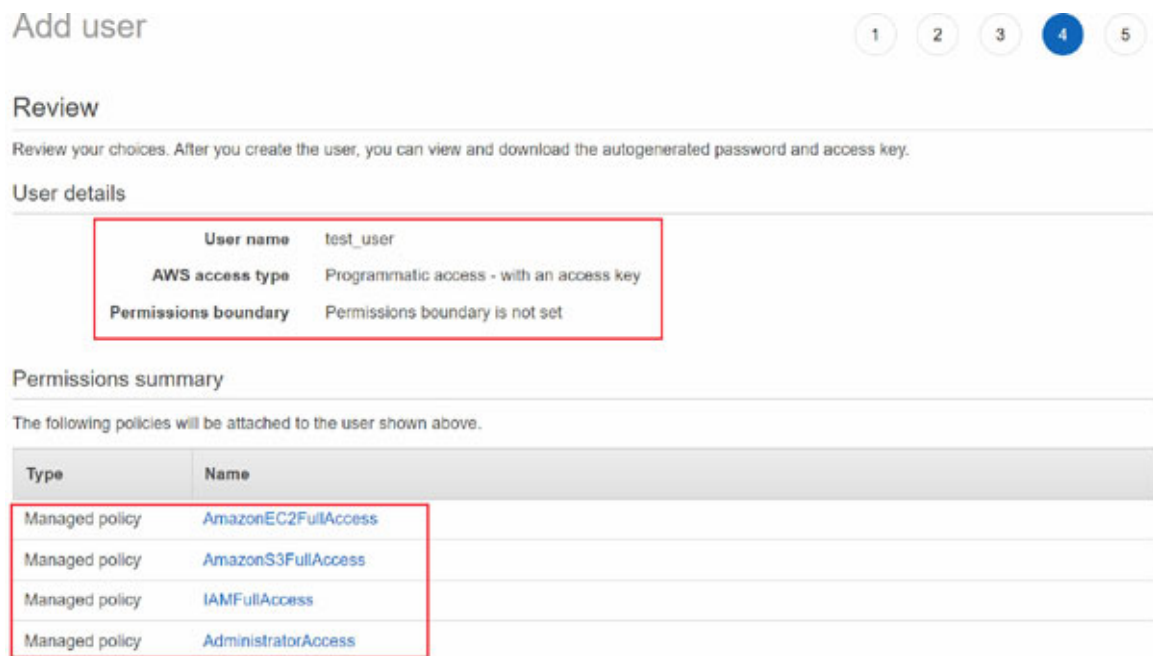 Add user
1 2 3 4 5
Review
Review your choices. After you create the user, you can view and download the autogenerated password and access key.
User details
User name test_user
AWS access type Programmatic access - with an access key
Permissions boundary Permissions boundary is not set
Permissions summary
The following policies will be attached to the user shown above.
Type Name
Managed policy AmazonEC2FullAccess
Managed policy AmazonS3FullAccess
Managed policy IAMFullAccess
Managed policy AdministratorAccess